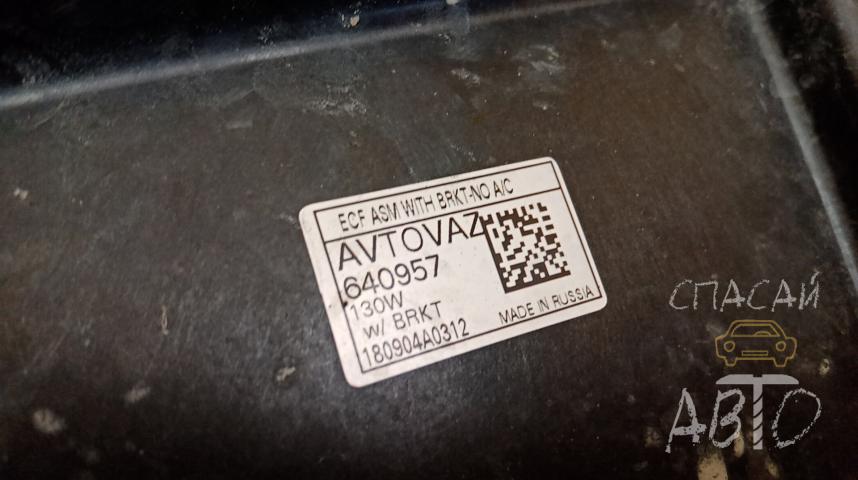 ECF ASM WITH BRKT-NO A/C
AVTOVAZ
640957
130W
w/ BRKT
180904A0312
MADE IN RUSSIA
СПАСАЙ
АВТО